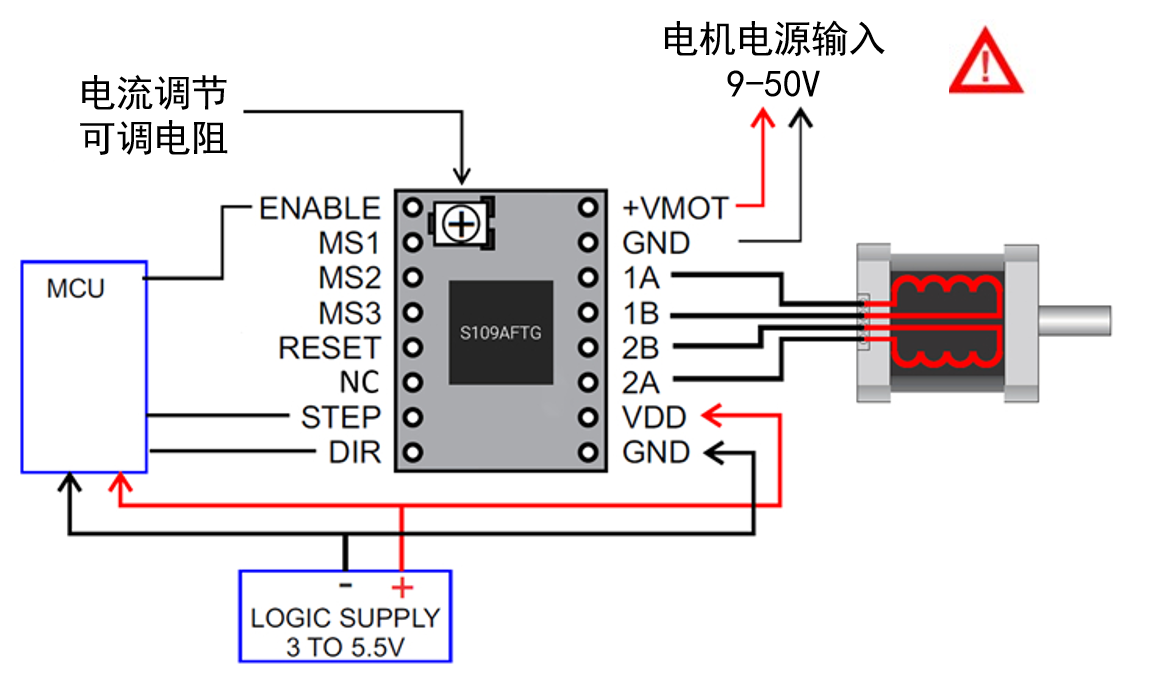 电机电源输入
9-50V
电流调节
可调电阻
ENABLE
MS1
MS2
MS3
RESET
NC
STEP
DIR
S109AFTG
+VMOT
GND
1A
1B
2B
2A
VDD
GND
MCU
- +
LOGIC SUPPLY
3 TO 5.5V
!